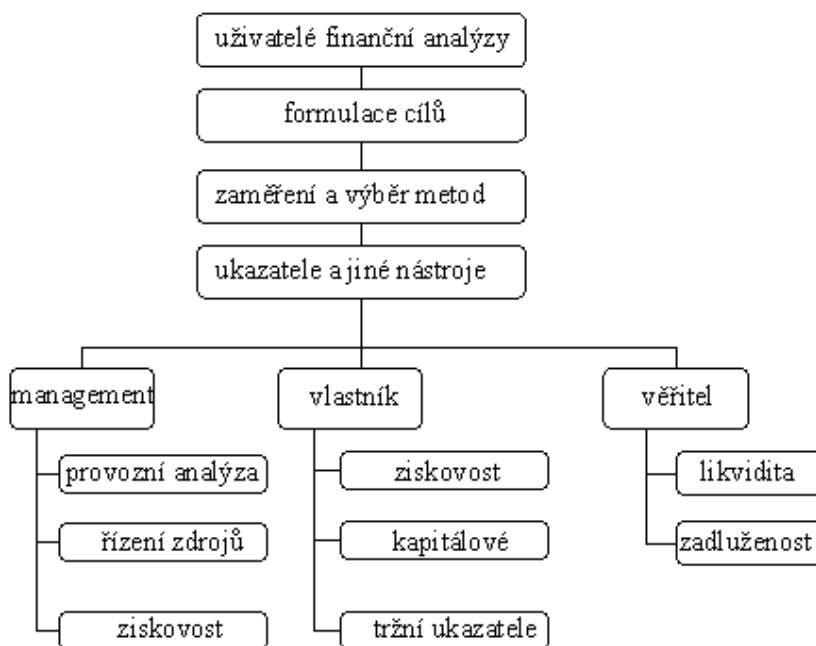 uživatelé finanční analýzy
formulace cílů
zaměření a výběr metod
ukazatele a jiné nástroje
management
vlastník
věřitel
provozní analýza
ziskovost
likvidita
řízení zdrojů
kapitálové
zadluženost
ziskovost
tržní ukazatele